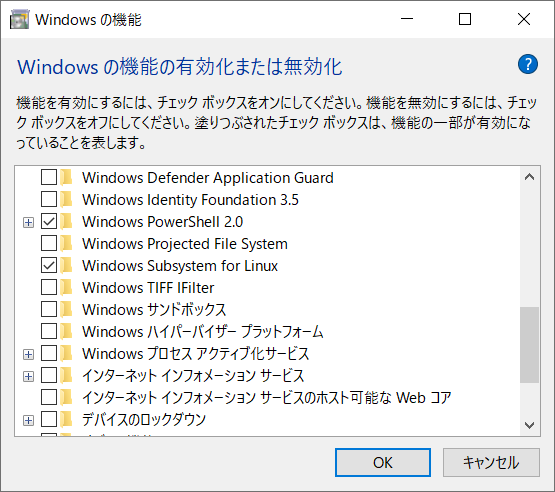 Windows の機能
Windows の機能の有効化または無効化
機能を有効にするには、チェック ボックスをオンにしてください。機能を無効にするには、チェッ
ク ボックスをオフにしてください。塗りつぶされたチェック ボックスは、機能の一部が有効にな
っていることを表します。
Windows Defender Application Guard
Windows Identity Foundation 3.5
Windows PowerShell 2.0
Windows Projected File System
Windows Subsystem for Linux
Windows TIFF IFilter
Windows サンドボックス
Windows ハイパーバイザー プラットフォーム
Windows プロセス アクティブ化サービス
インターネット インフォメーション サービス
インターネット インフォメーション サービスのホスト可能な Web コア
デバイスのロックダウン
OK
キャンセル